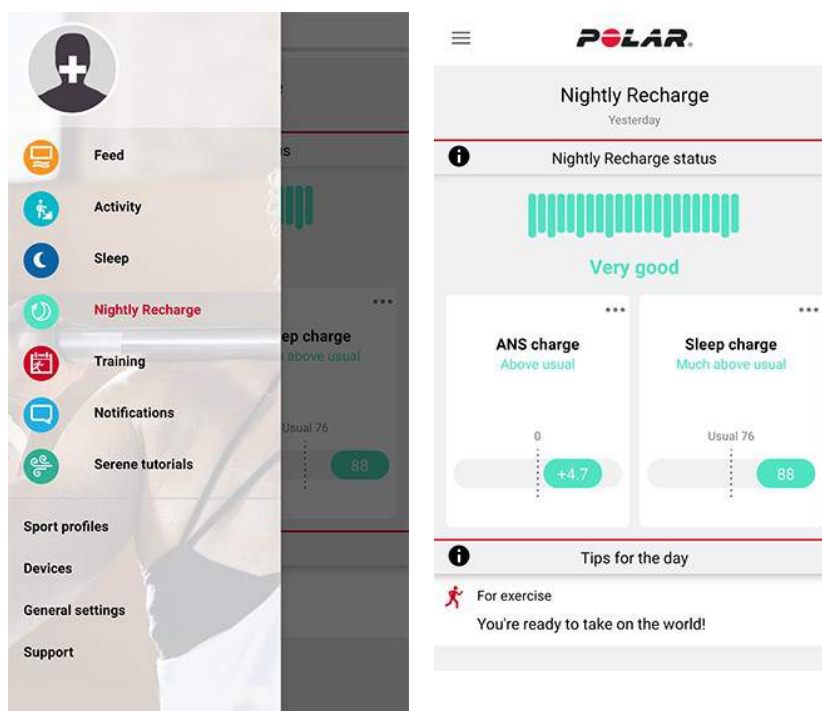 Feed
Activity
Sleep
Nightly Recharge
Training
Notifications
Serene tutorials
Sport profiles
Devices
General settings
Support
s
ep charge
above usual
Usual 76
88
POLAR.
Nightly Recharge
Yesterday
Nightly Recharge status
Very good
ANS charge
Above usual
0
+4.7
Sleep charge
Much above usual
Usual 76
88
Tips for the day
For exercise
You're ready to take on the world!